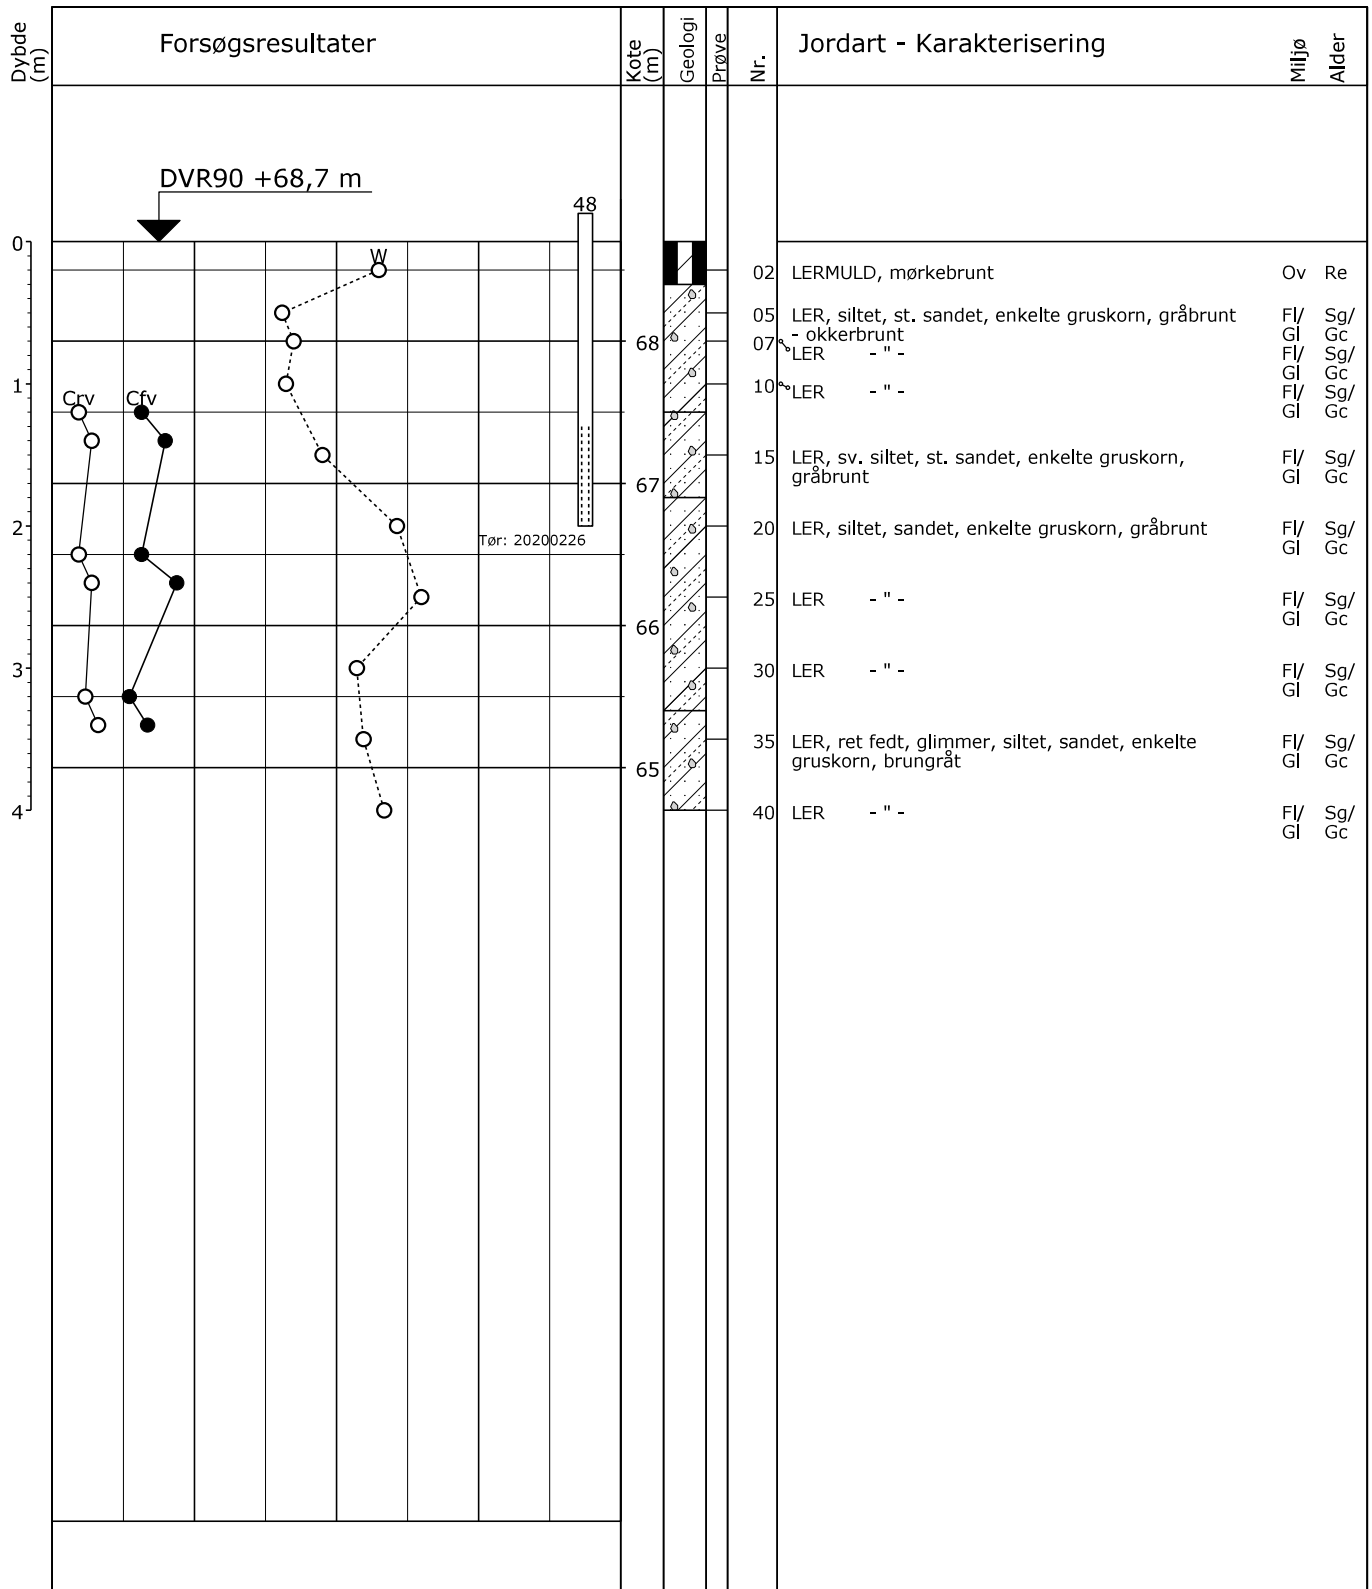 Dybde (m)
Forsøgsresultater
Kote (m)
Geologi
Prøve
Nr.
Jordart - Karakterisering
Miljø
Alder
DVR90 +68,7 m
48
0
W
02 LERMULD, mørkebrunt Ov Re
05 LER, siltet, st. sandet, enkelte gruskorn, gråbrunt Fl/ Sg/
- okkerbrunt Gl Gc
68
07 LER - " - Fl/ Sg/
Gl Gc
1
10 LER - " - Fl/ Sg/
Gl Gc
Crv Cfv
15 LER, sv. siltet, st. sandet, enkelte gruskorn, Fl/ Sg/
gråbrunt Gl Gc
67
2
20 LER, siltet, sandet, enkelte gruskorn, gråbrunt Fl/ Sg/
Gl Gc
Tør: 20200226
25 LER - " - Fl/ Sg/
Gl Gc
66
3
30 LER - " - Fl/ Sg/
Gl Gc
35 LER, ret fedt, glimmer, siltet, sandet, enkelte Fl/ Sg/
gruskorn, brungråt Gl Gc
65
4
40 LER - " - Fl/ Sg/
Gl Gc